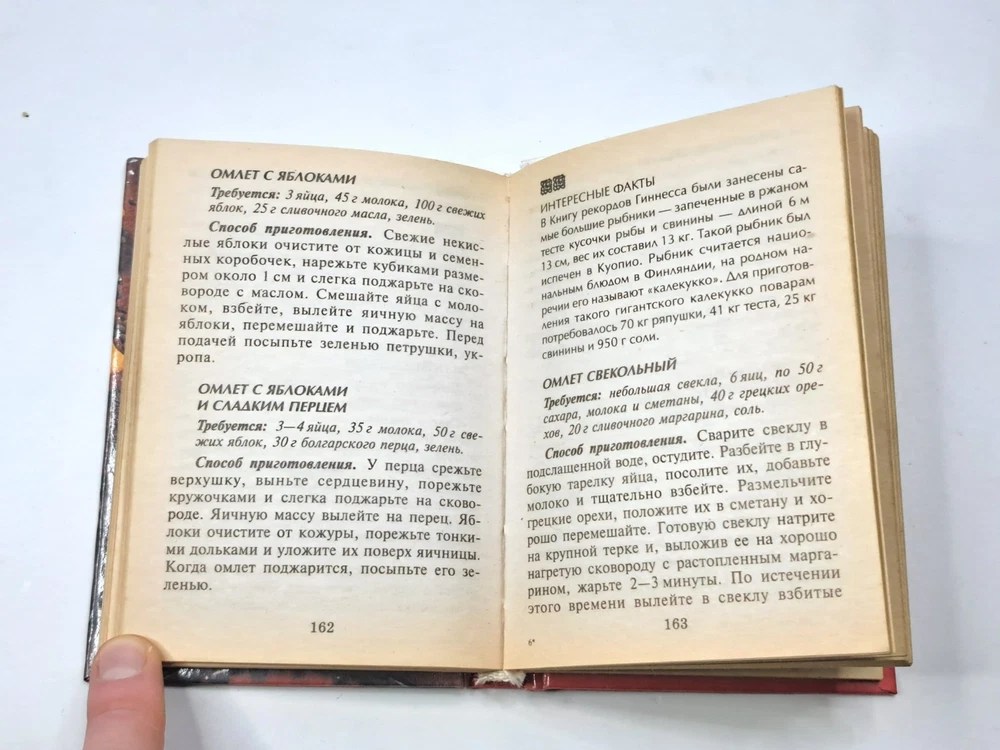 ОМЛЕТ С ЯБЛОКАМИ
Требуется: 3 яйца, 45 г молока, 100 г свежих
яблок, 25 г сливочного масла, зелень.
Способ приготовления. Свежие некис-
лые яблоки очистите от кожицы и семен-
ных коробочек, нарежьте кубиками разме-
ром около 1 см и слегка поджарьте на ско-
вороде с маслом. Смешайте яйца с моло-
ком, взбейте, вылейте яичную массу на
яблоки, перемешайте и поджарьте. Перед
подачей посыпьте зеленью петрушки, ук-
ропа.
ОМЛЕТ С ЯБЛОКАМИ
И СЛАДКИМ ПЕРЦЕМ
Требуется: 3—4 яйца, 35 г молока, 50 г све-
жих яблок, 30 г болгарского перца, зелень.
Способ приготовления. У перца срежьте
верхушку, выньте сердцевину, порежьте
кружочками и слегка поджарьте на сково-
роде. Яичную массу вылейте на перец. Яб-
локи очистите от кожуры, порежьте тонки-
ми дольками и уложите их поверх яичницы.
Когда омлет поджарится, посыпьте его зе-
ленью.
162
ИНТЕРЕСНЫЕ ФАКТЫ
В Книгу рекордов Гиннесса были занесены са-
мые большие рыбники — запеченные в ржаном
тесте кусочки рыбы и свинины — длиной 6 м
13 см, вес их составил 13 кг. Такой рыбник был
испечен в Куопио. Рыбник считается нацио-
нальным блюдом в Финляндии, на родном на-
речии его называют «калекукко». Для приготов-
ления такого гигантского калекукко поварам
потребовалось 70 кг ряпушки, 41 кг теста, 25 кг
свинины и 950 г соли.
ОМЛЕТ СВЕКОЛЬНЫЙ
Требуется: небольшая свекла, 6 яиц, по 50 г
сахара, молока и сметаны, 40 г грецких оре-
хов, 20 г сливочного маргарина, соль.
Способ приготовления. Сварите свеклу в
подслащенной воде, остудите. Разбейте в глу-
бокую тарелку яйца, посолите их, добавьте
молоко и тщательно взбейте. Размельчите
грецкие орехи, положите их в сметану и хо-
рошо перемешайте. Готовую свеклу натрите
на крупной терке и, выложив ее на хорошо
нагретую сковороду с растопленным марга-
рином, жарьте 2—3 минуты. По истечении
этого времени вылейте в свеклу взбитые
163
6*